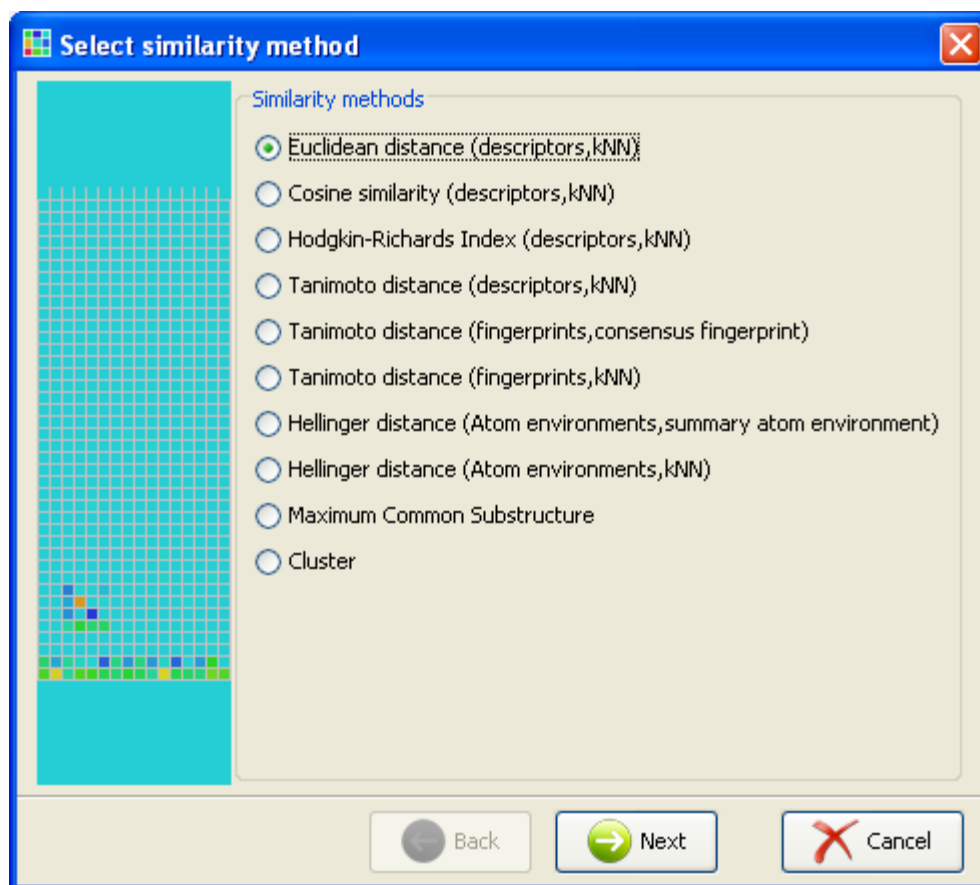 Select similarity method
Similarity methods
Euclidean distance (descriptors,kNN)
Cosine similarity (descriptors,kNN)
Hodgkin-Richards Index (descriptors,kNN)
Tanimoto distance (descriptors,kNN)
Tanimoto distance (fingerprints,consensus fingerprint)
Tanimoto distance (fingerprints,kNN)
Hellinger distance (Atom environments,summary atom environment)
Hellinger distance (Atom environments,kNN)
Maximum Common Substructure
Cluster
Back Next Cancel